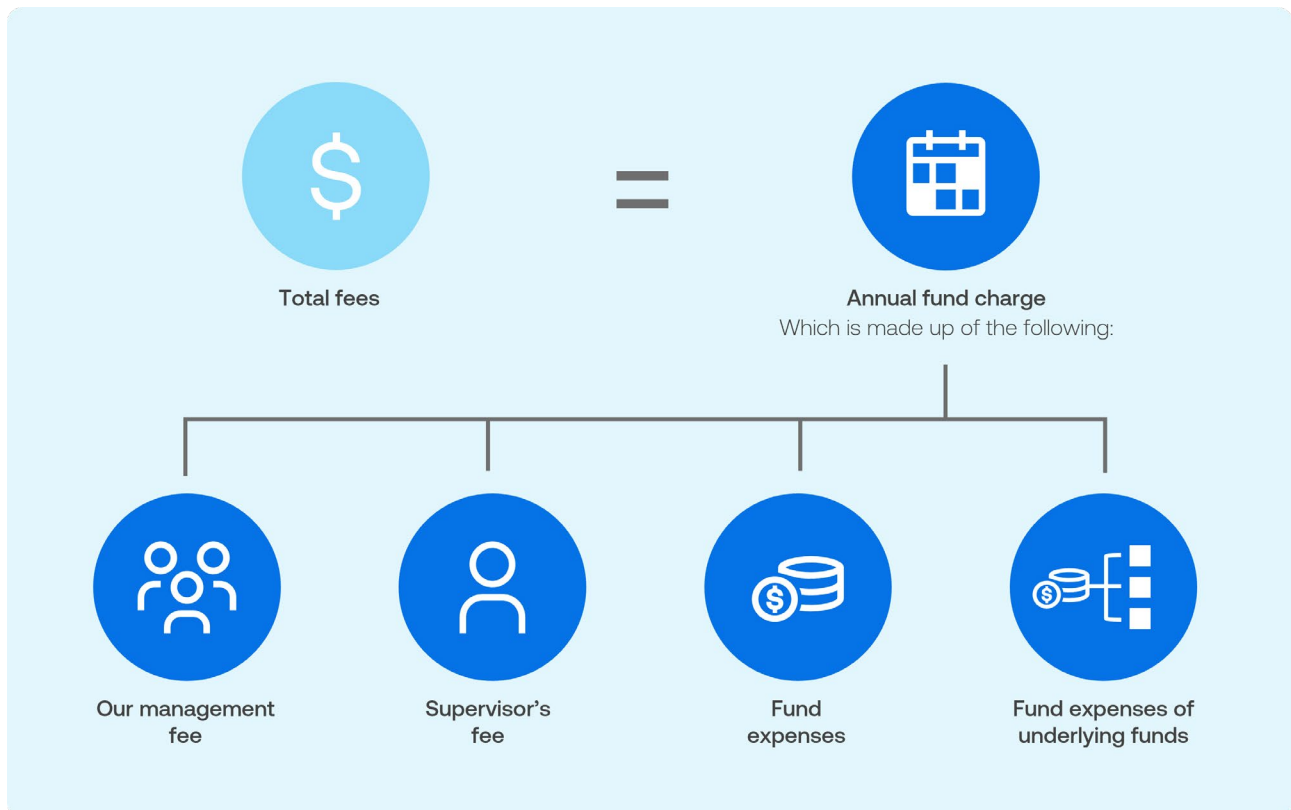 $
=
Total fees
Annual fund charge
Which is made up of the following:
$
$
Our management
fee
Supervisor's
fee
Fund
expenses
Fund expenses of
underlying funds